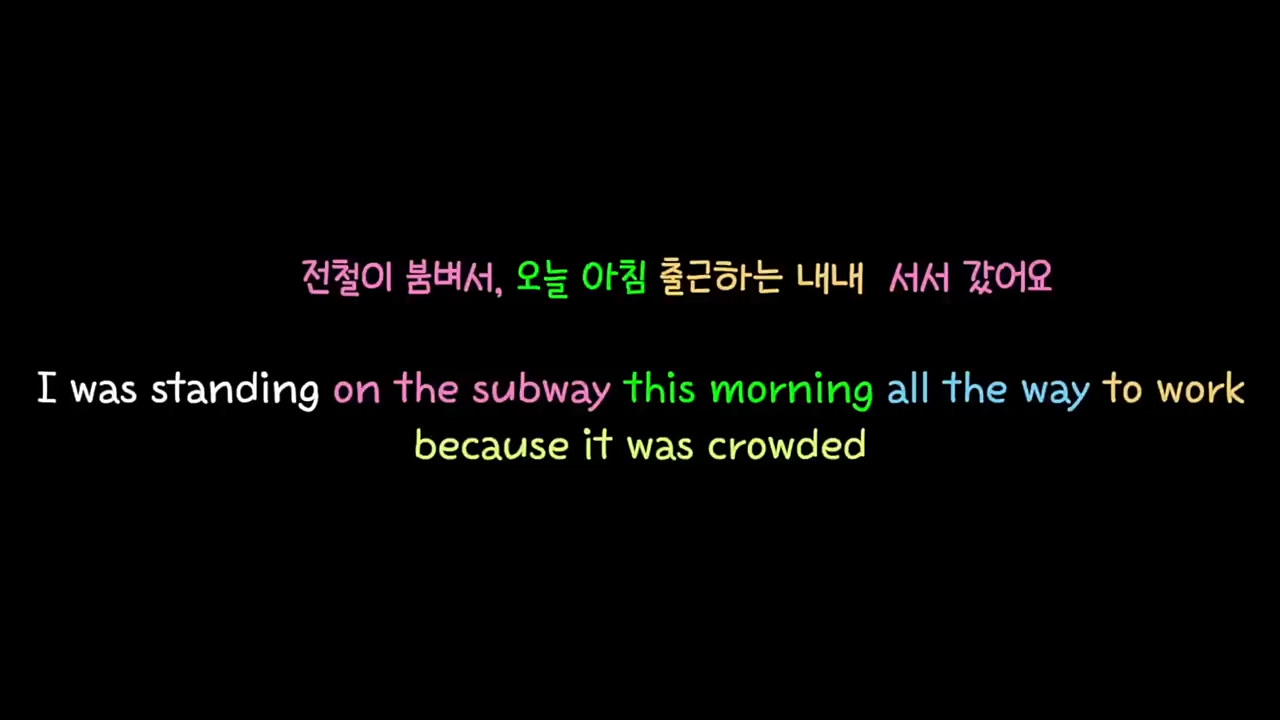 전철이 붐벼서, 오늘 아침 출근하는 내내 서서 갔어요
I was standing on the subway this morning all the way to work
because it was crowded